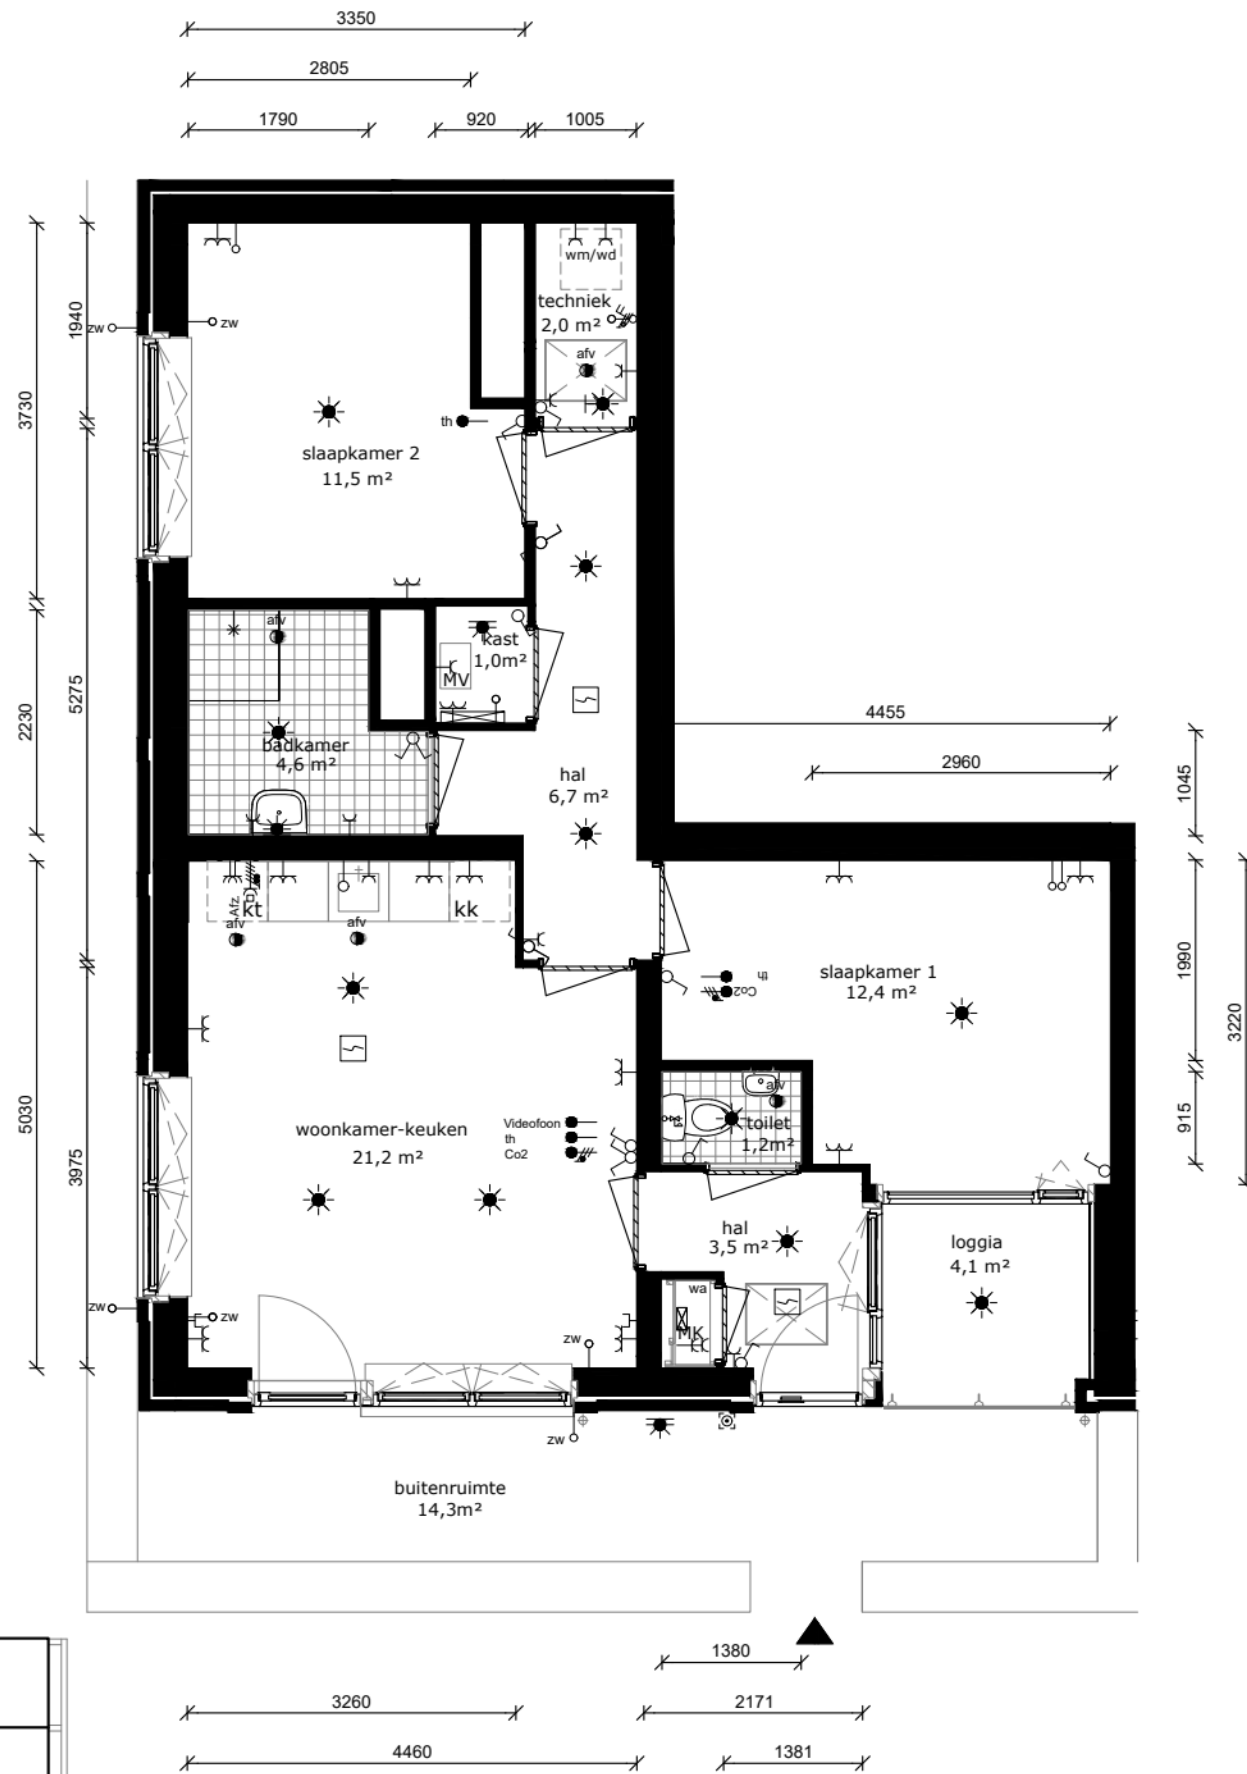 3350
2805
1790
920
1005
wm/wd
techniek
2,0 m²
afv
zw
zw
1940
3730
th
slaapkamer 2
11,5 m²
afv
kast
1,0m²
MV
badkamer
4,6 m²
5275
2230
hal
6,7 m²
4455
2960
1045
kt
Afz
afv
afv
kk
slaapkamer 1
12,4 m²
th
Co2
1990
3220
915
afv
toilet
1,2m²
Videofoon
th
Co2
woonkamer-keuken
21,2 m²
5030
3975
hal
3,5 m²
loggia
4,1 m²
wa
MK
zw
zw
zw
zw
buitenruimte
14,3m²
1380
3260
2171
4460
1381